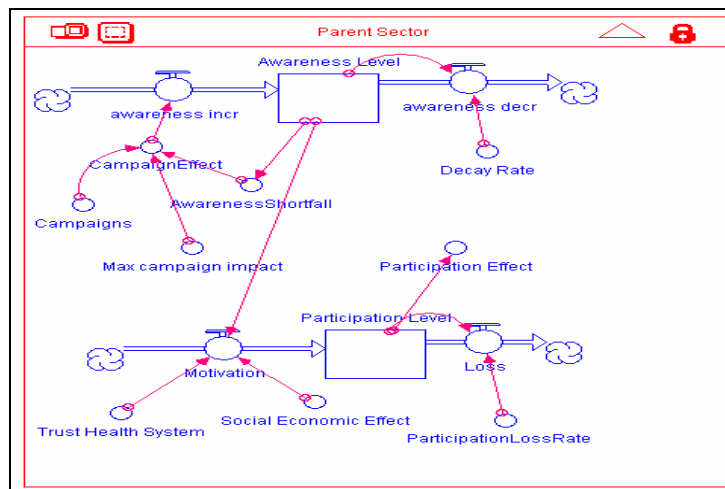 Parent Sector
Awareness Level
awareness incr
awareness decr
CampaignEffect
Decay Rate
AwarenessShortfall
Campaigns
Max campaign impact
Participation Effect
Participation Level
Motivation
Loss
Social Economic Effect
Trust Health System
ParticipationLossRate